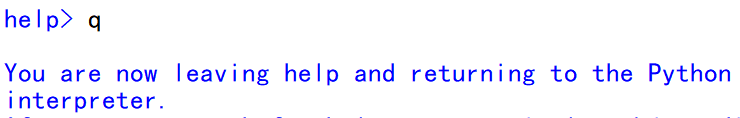 help> q
You are now leaving help and returning to the Python
interpreter.